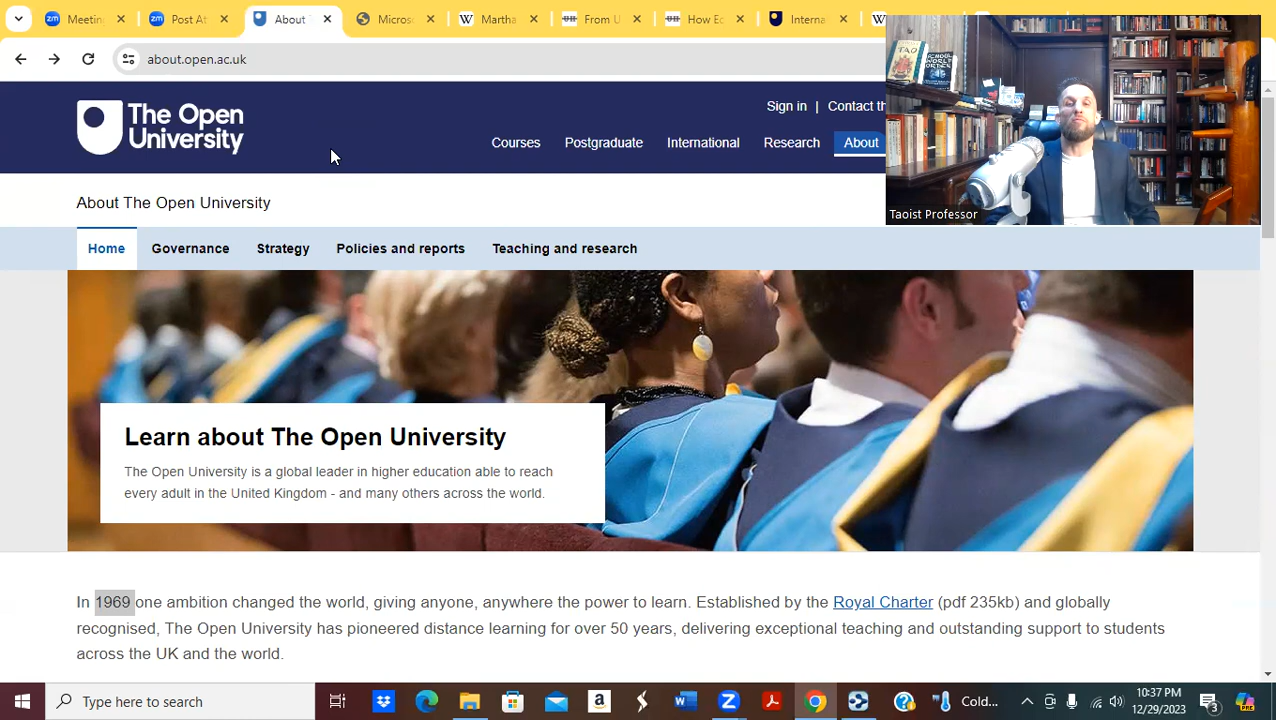 Meetin
Post At
About T
Micros
Martha
From U
How Ec
Interna
about.open.ac.uk
The Open
University
Sign in | Contact th
Courses
Postgraduate
International
Research
About
TAO
SCHOOL
WORLD
ORDER
Taoist Professor
About The Open University
Home
Governance
Strategy
Policies and reports
Teaching and research
Learn about The Open University
The Open University is a global leader in higher education able to reach
every adult in the United Kingdom - and many others across the world.
In 1969 one ambition changed the world, giving anyone, anywhere the power to learn. Established by the Royal Charter (pdf 235kb) and globally
recognised, The Open University has pioneered distance learning for over 50 years, delivering exceptional teaching and outstanding support to students
across the UK and the world.
Type here to search
Cold...
10:37 PM
12/29/2023
3